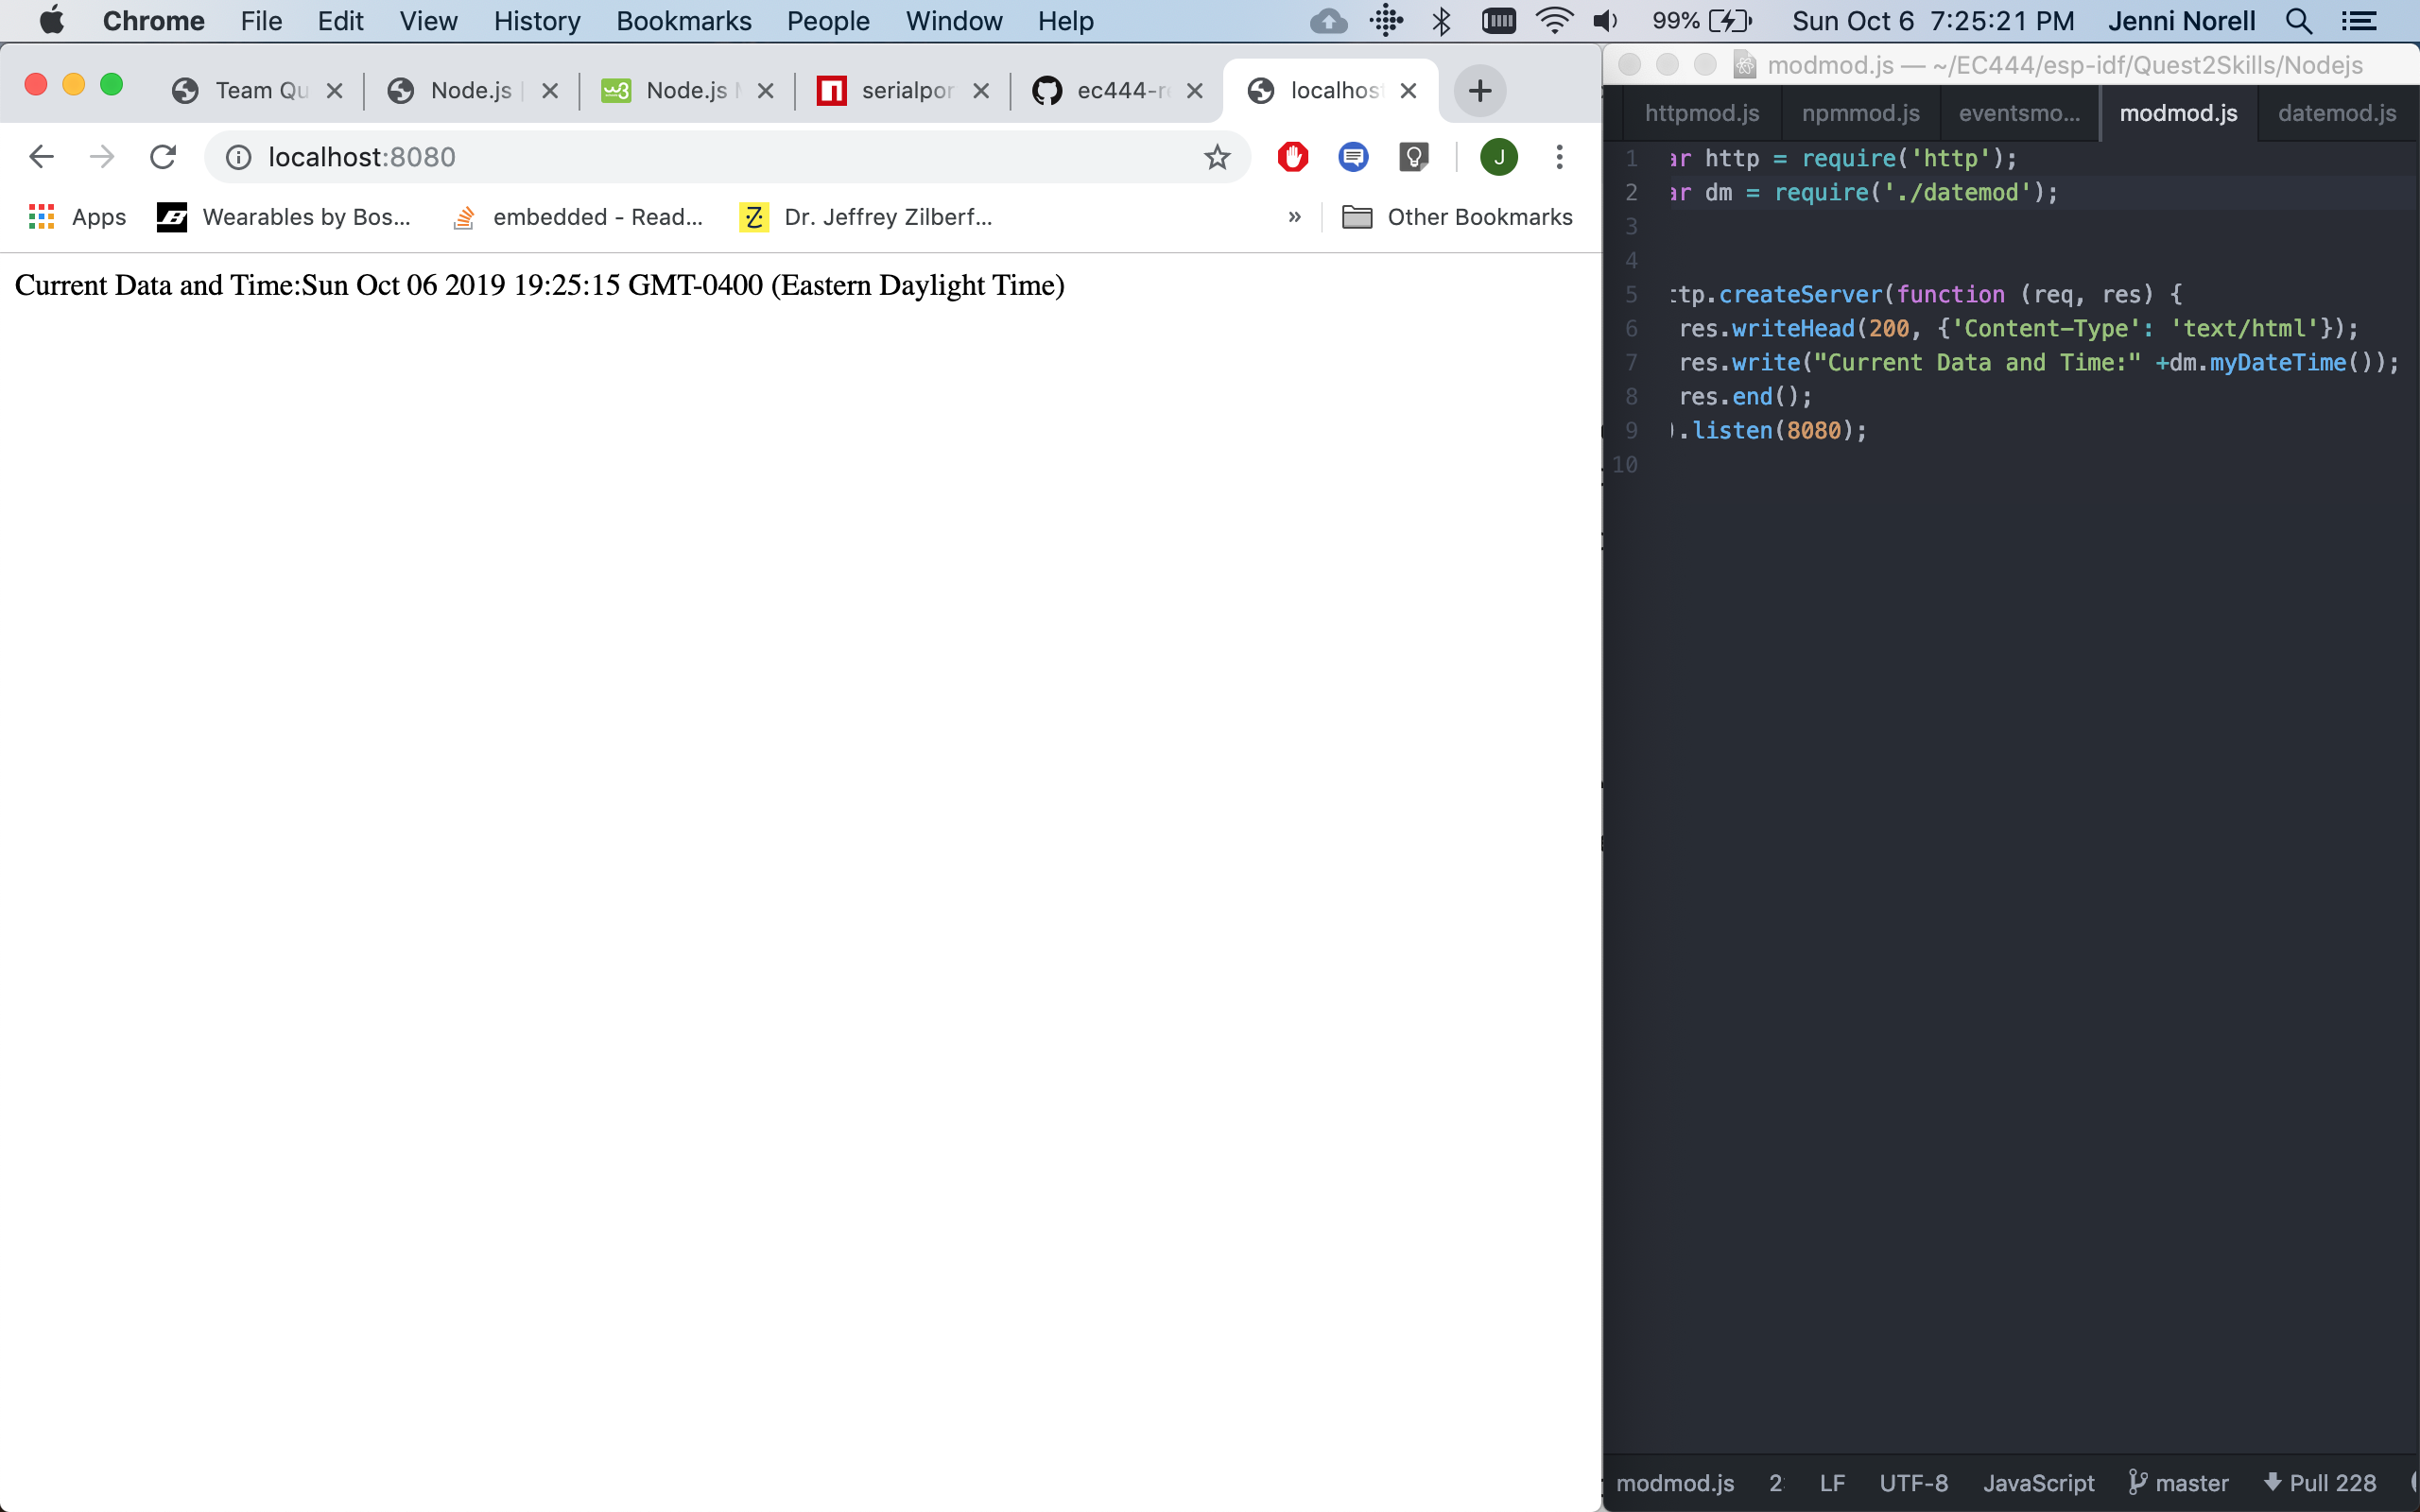 Chrome File Edit View History Bookmarks People Window Help 99% Sun Oct 6 7:25:21 PM Jenni Norell
Team Qu Node.js Node.js serialpor ec444-r localhost
localhost:8080
Apps Wearables by Bos... embedded - Read... Dr. Jeffrey Zilberf... » Other Bookmarks
Current Data and Time:Sun Oct 06 2019 19:25:15 GMT-0400 (Eastern Daylight Time)
modmod.js — ~/EC444/esp-idf/Quest2Skills/Nodejs
httpmod.js npmmod.js eventsmo... modmod.js datemod.js
1 ar http = require('http');
2 ar dm = require('./datemod');
3
4
5 ttp.createServer(function (req, res) {
6 res.writeHead(200, {'Content-Type': 'text/html'});
7 res.write("Current Data and Time:" +dm.myDateTime());
8 res.end();
9 ).listen(8080);
10
modmod.js 2: LF UTF-8 JavaScript master Pull 228